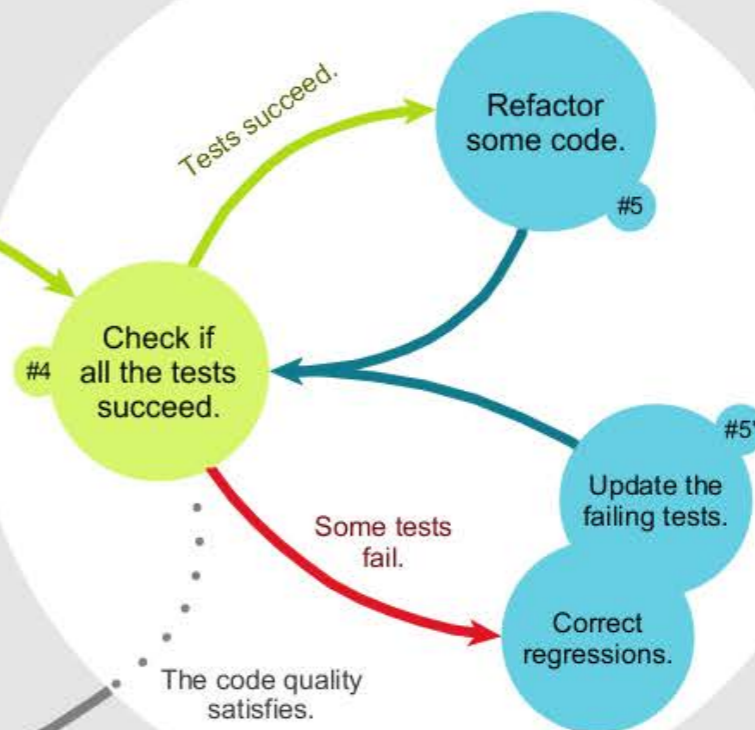 Tests succeed.
Refactor
some code.
#5
Check if
all the tests
succeed.
#4
#5'
Update the
failing tests.
Some tests
fail.
Correct
regressions.
The code quality
satisfies.